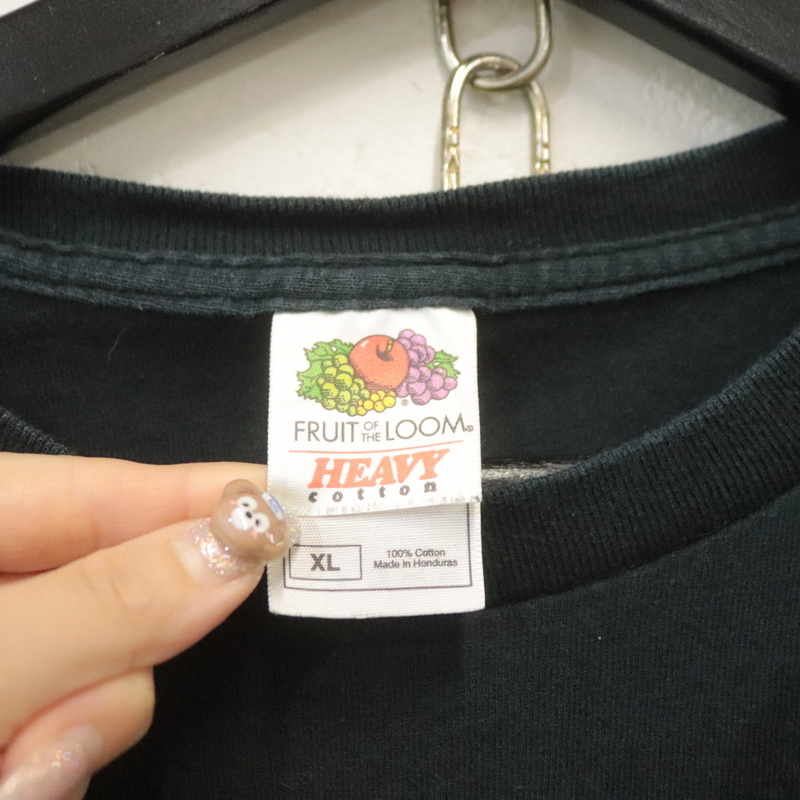 ®
FRUIT OF THE LOOM®
HEAVY
cotton
XL
100% Cotton
Made in Honduras